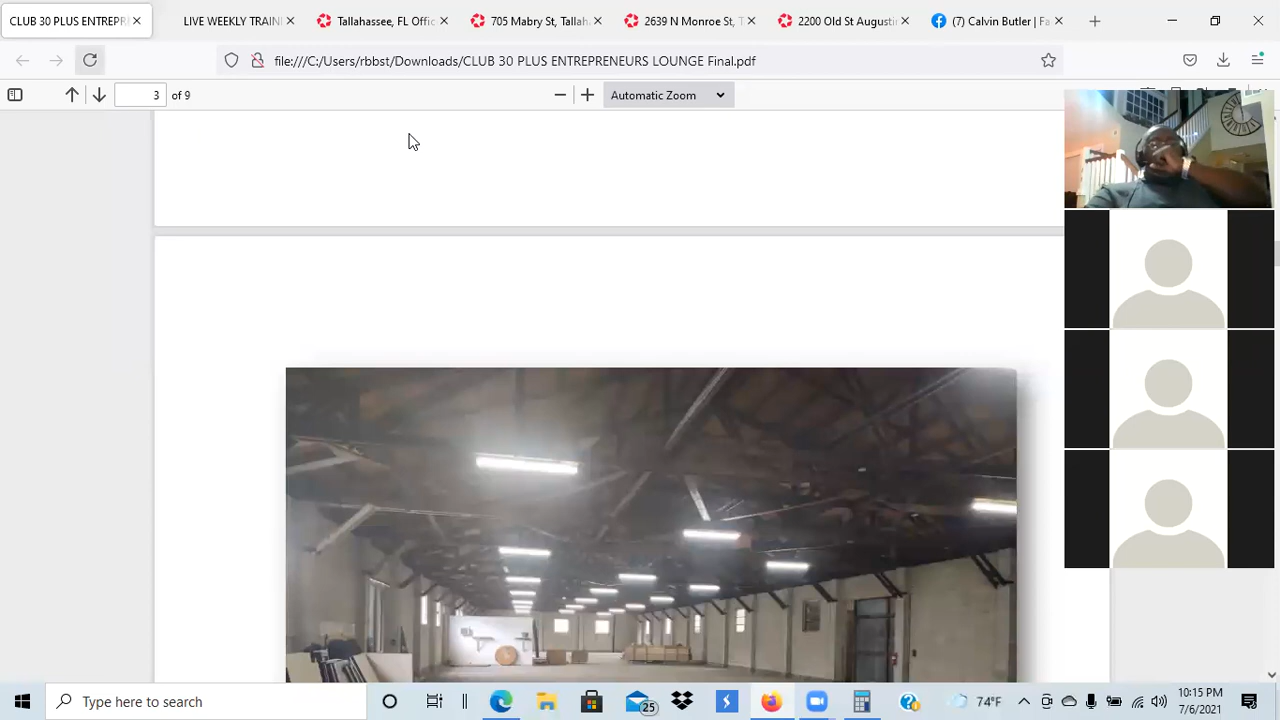 CLUB 30 PLUS ENTREPR
LIVE WEEKLY TRAINI
Tallahassee, FL Offic
705 Mabry St, Tallah
2639 N Monroe St, T
2200 Old St Augustin
(7) Calvin Butler | Fa
file:///C:/Users/rbbst/Downloads/CLUB 30 PLUS ENTREPRENEURS LOUNGE Final.pdf
3 of 9
Automatic Zoom
Type here to search
25
74°F
10:15 PM
7/6/2021